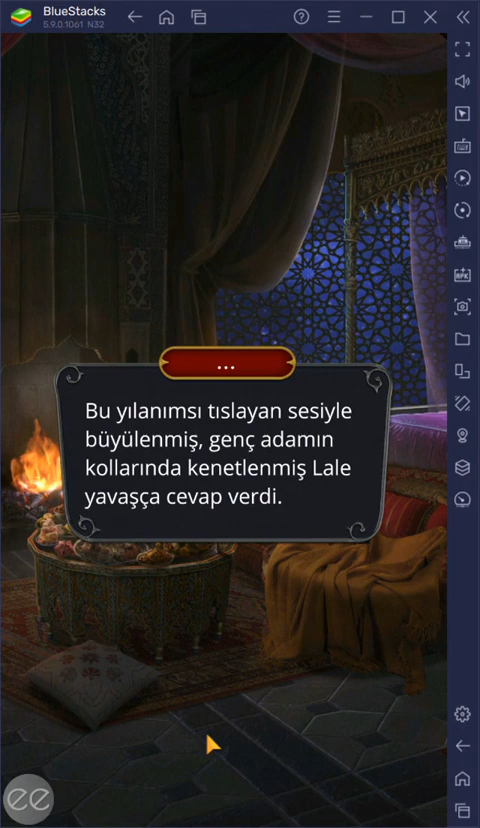 BlueStacks
5.9.0.1061 N32
...
Bu yılanımsı tıslayan sesiyle
büyülenmiş, genç adamın
kollarında kenetlenmiş Lale
yavaşça cevap verdi.
ee